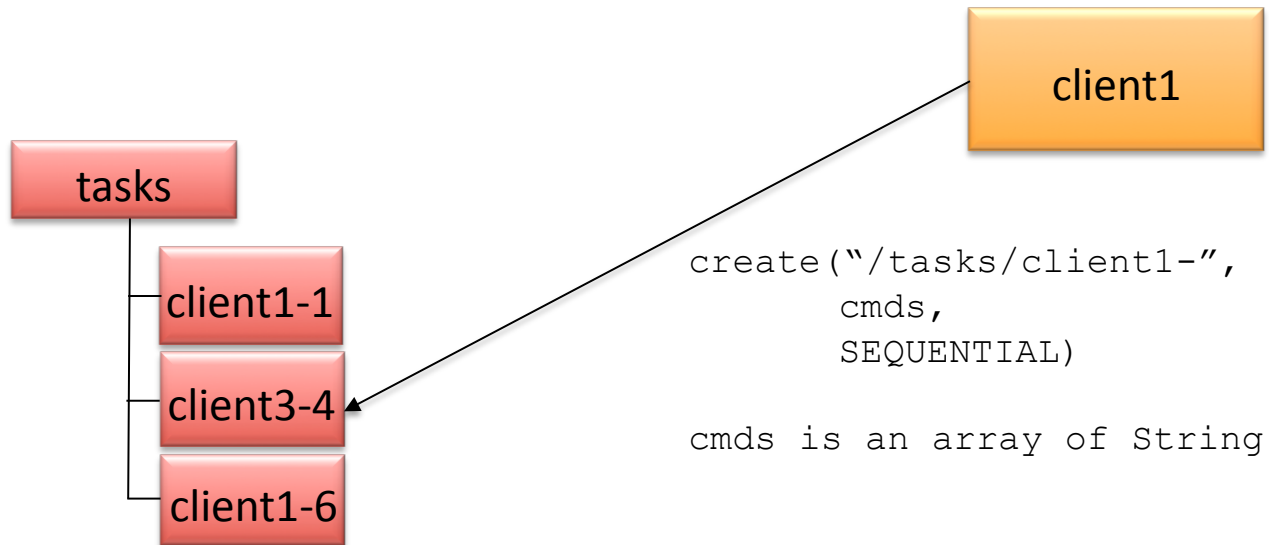 client1
tasks
client1-1
client3-4
client1-6
create(“/tasks/client1-”,
cmds,
SEQUENTIAL)
cmds is an array of String